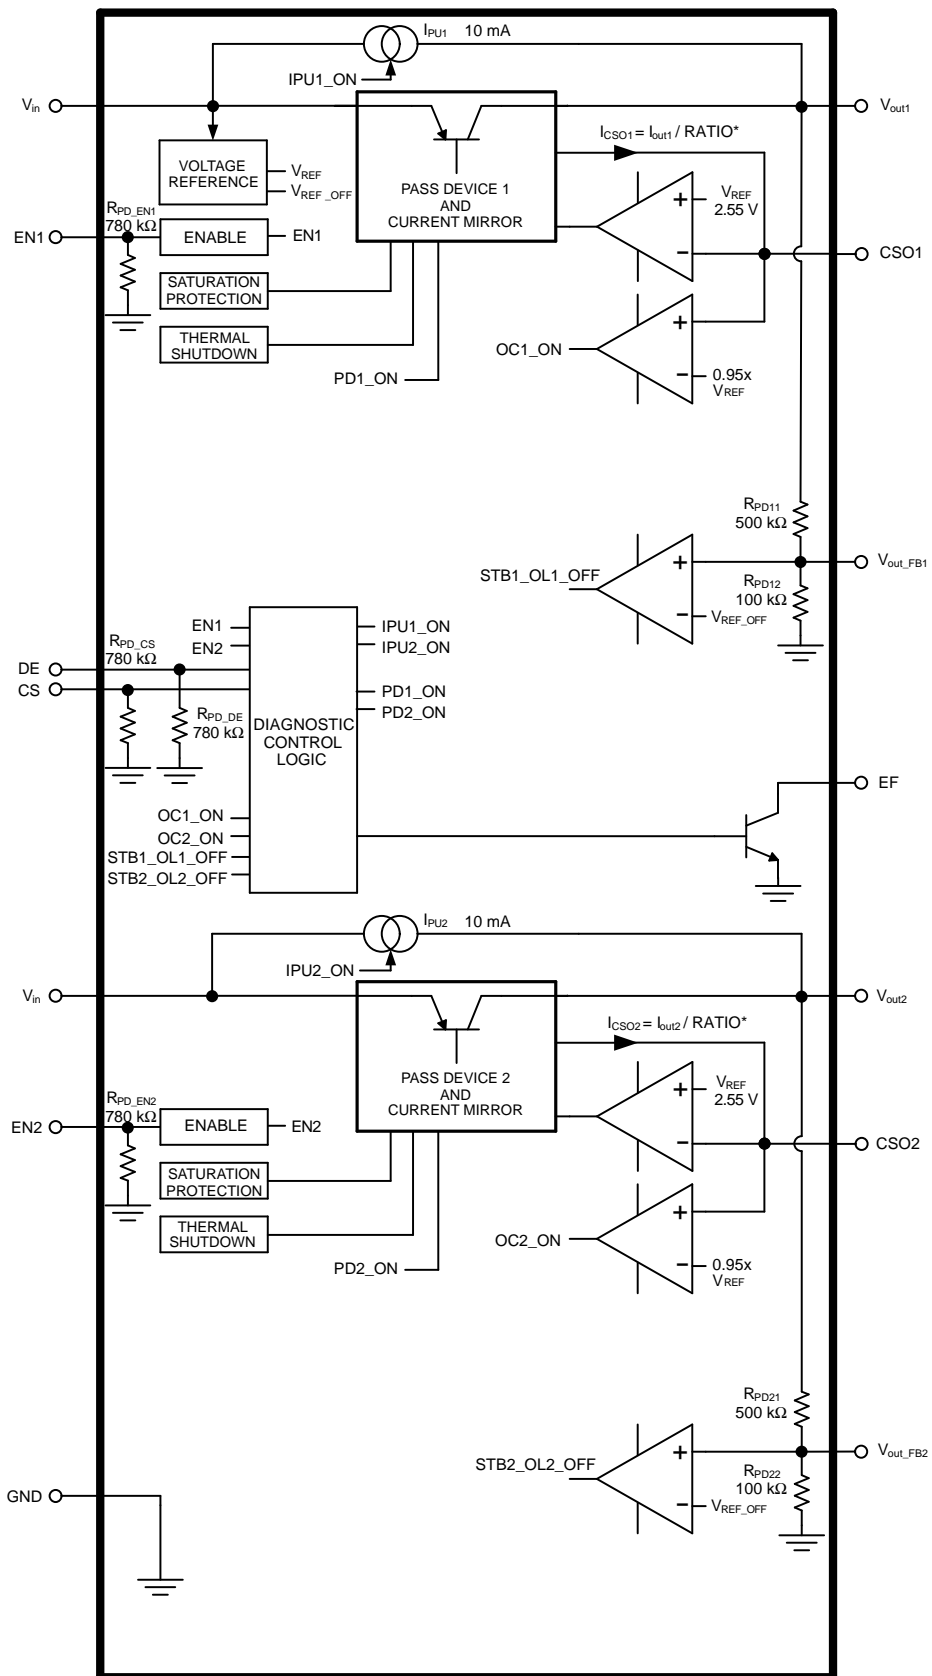 IPU1 10 mA
IPU1_ON
Vin
Vout1
ICSO1 = Iout1 / RATIO*
VOLTAGE
REFERENCE
VREF
VREF_OFF
PASS DEVICE 1
AND
CURRENT MIRROR
+
VREF
2.55 V
−
RPD_EN1
780 kΩ
EN1
ENABLE
EN1
CSO1
SATURATION
PROTECTION
THERMAL
SHUTDOWN
PD1_ON
OC1_ON
+
−
0.95x
VREF
RPD11
500 kΩ
STB1_OL1_OFF
+
−
Vout_FB1
RPD12
100 kΩ
VREF_OFF
EN1
EN2
RPD_CS
780 kΩ
DE
CS
RPD_DE
780 kΩ
IPU1_ON
IPU2_ON
PD1_ON
PD2_ON
DIAGNOSTIC
CONTROL
LOGIC
EF
OC1_ON
OC2_ON
STB1_OL1_OFF
STB2_OL2_OFF
IPU2 10 mA
IPU2_ON
Vin
Vout2
ICSO2 = Iout2 / RATIO*
PASS DEVICE 2
AND
CURRENT MIRROR
+
VREF
2.55 V
−
RPD_EN2
780 kΩ
EN2
ENABLE
EN2
CSO2
SATURATION
PROTECTION
THERMAL
SHUTDOWN
PD2_ON
OC2_ON
+
−
0.95x
VREF
RPD21
500 kΩ
STB2_OL2_OFF
+
−
Vout_FB2
RPD22
100 kΩ
VREF_OFF
GND